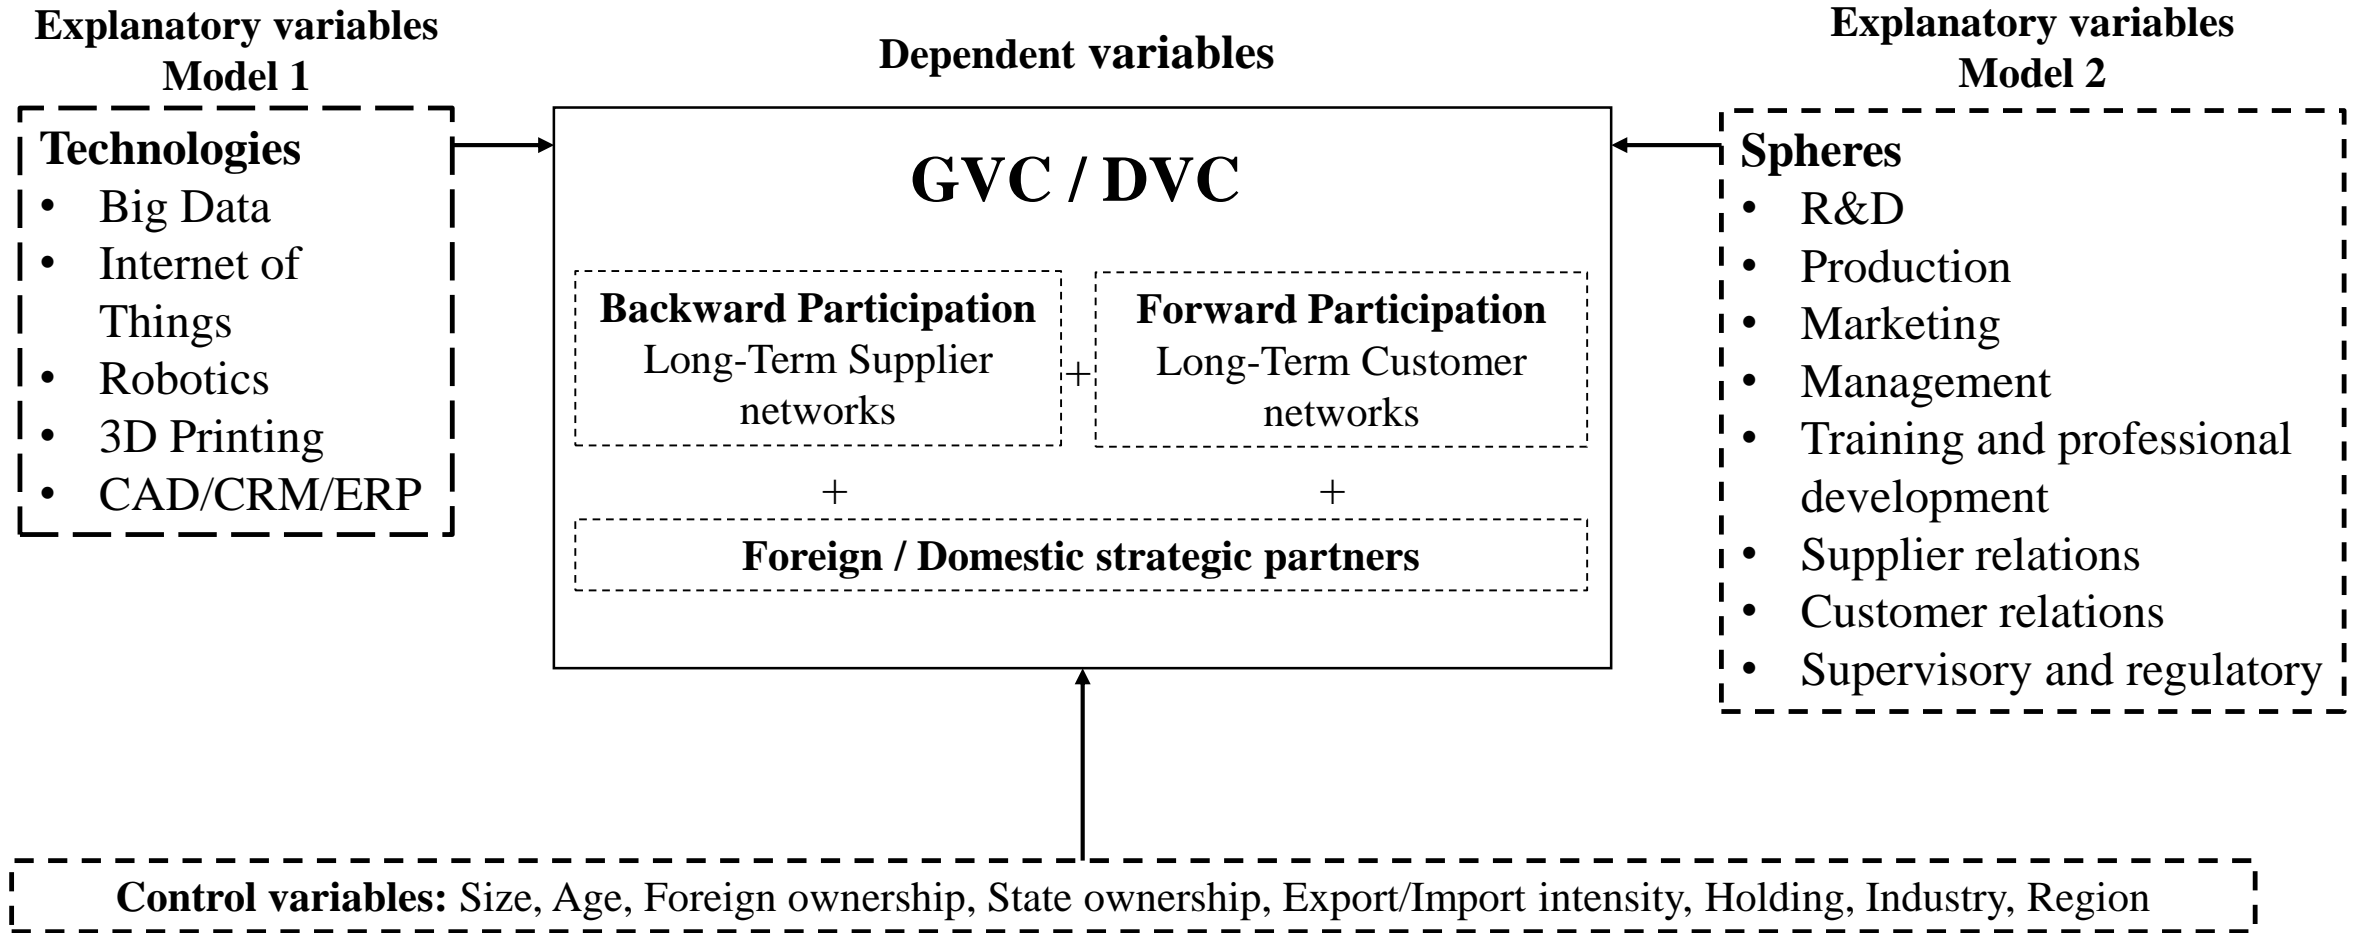 Explanatory variables
Model 1
Technologies
• Big Data
• Internet of
Things
• Robotics
• 3D Printing
• CAD/CRM/ERP
Dependent variables
GVC / DVC
Backward Participation
Long-Term Supplier
networks
+
Forward Participation
Long-Term Customer
networks
+ +
Foreign / Domestic strategic partners
Explanatory variables
Model 2
Spheres
• R&D
• Production
• Marketing
• Management
• Training and professional
development
• Supplier relations
• Customer relations
• Supervisory and regulatory
Control variables: Size, Age, Foreign ownership, State ownership, Export/Import intensity, Holding, Industry, Region